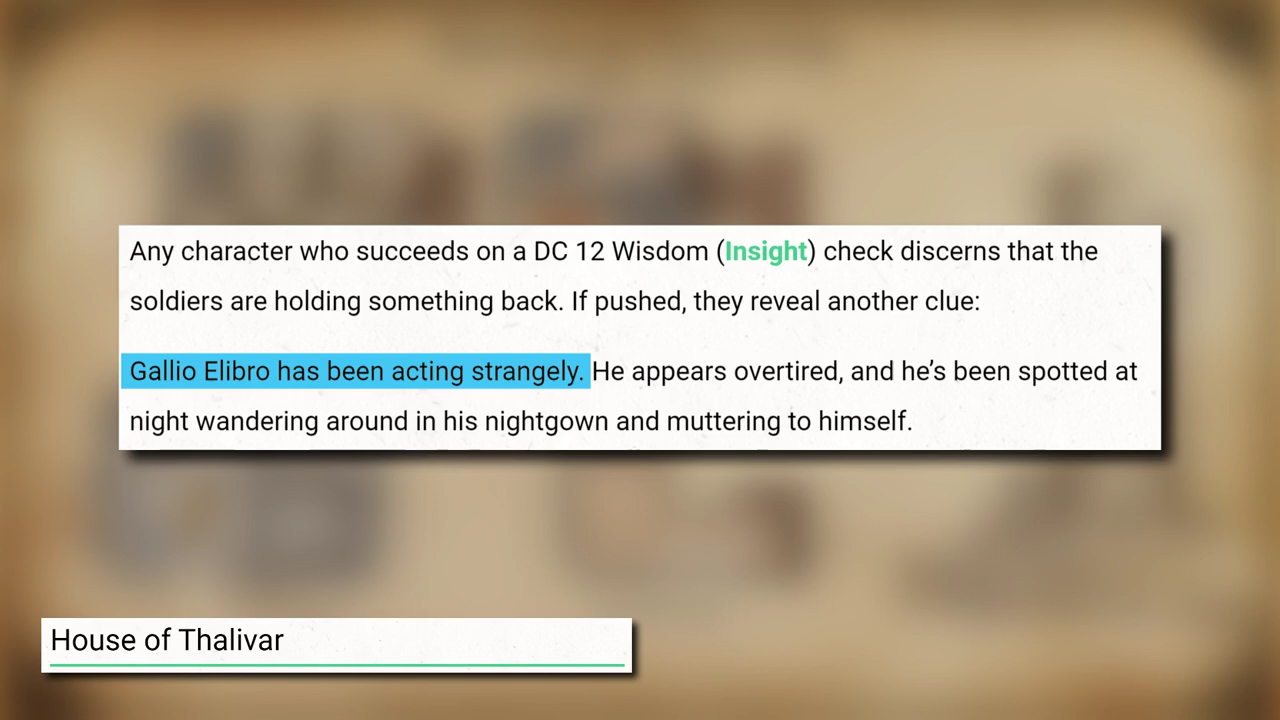 Any character who succeeds on a DC 12 Wisdom (Insight) check discerns that the
soldiers are holding something back. If pushed, they reveal another clue:
Gallio Elibro has been acting strangely. He appears overtired, and he’s been spotted at
night wandering around in his nightgown and muttering to himself.
House of Thalivar